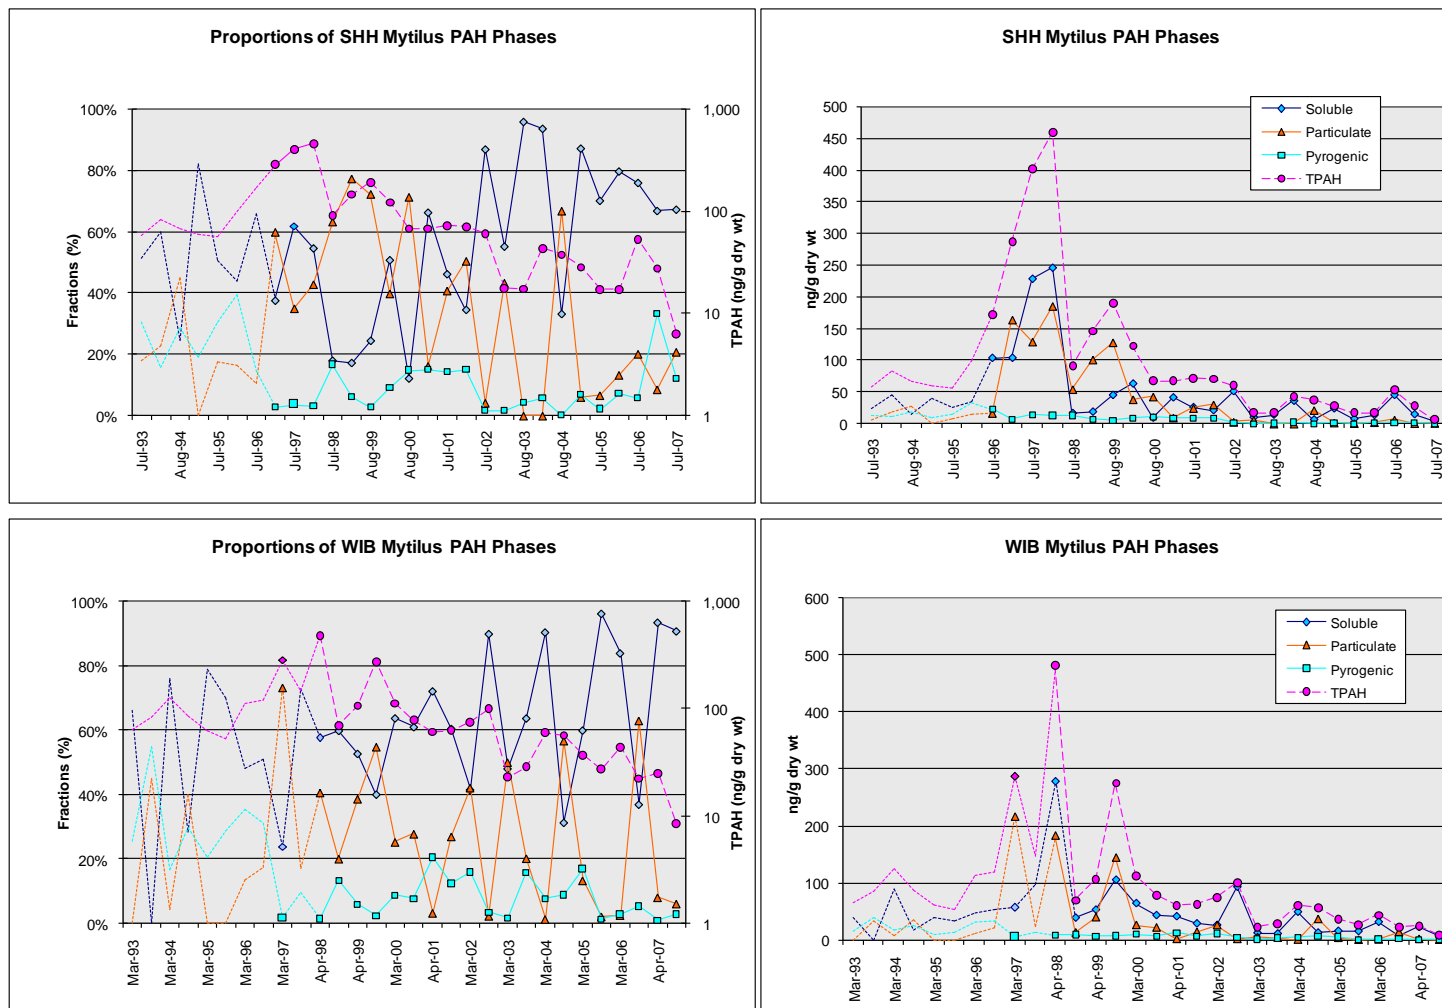 Proportions of SHH Mytilus PAH Phases
100%
80%
60%
40%
20%
0%
Fractions (%)
1,000
100
10
1
TPAH (ng/g dry wt)
Jul-93
Aug-94
Jul-95
Jul-96
Jul-97
Jul-98
Aug-99
Aug-00
Jul-01
Jul-02
Aug-03
Aug-04
Jul-05
Jul-06
Jul-07
SHH Mytilus PAH Phases
500
450
400
350
300
250
200
150
100
50
0
ng/g dry wt
Soluble
Particulate
Pyrogenic
TPAH
Jul-93
Aug-94
Jul-95
Jul-96
Jul-97
Jul-98
Aug-99
Aug-00
Jul-01
Jul-02
Aug-03
Aug-04
Jul-05
Jul-06
Jul-07
Proportions of WIB Mytilus PAH Phases
100%
80%
60%
40%
20%
0%
Fractions (%)
1,000
100
10
1
TPAH (ng/g dry wt)
Mar-93
Mar-94
Mar-95
Mar-96
Mar-97
Apr-98
Apr-99
Mar-00
Apr-01
Mar-02
Mar-03
Mar-04
Mar-05
Mar-06
Apr-07
WIB Mytilus PAH Phases
600
500
400
300
200
100
0
ng/g dry wt
Soluble
Particulate
Pyrogenic
TPAH
Mar-93
Mar-94
Mar-95
Mar-96
Mar-97
Apr-98
Apr-99
Mar-00
Apr-01
Mar-02
Mar-03
Mar-04
Mar-05
Mar-06
Apr-07